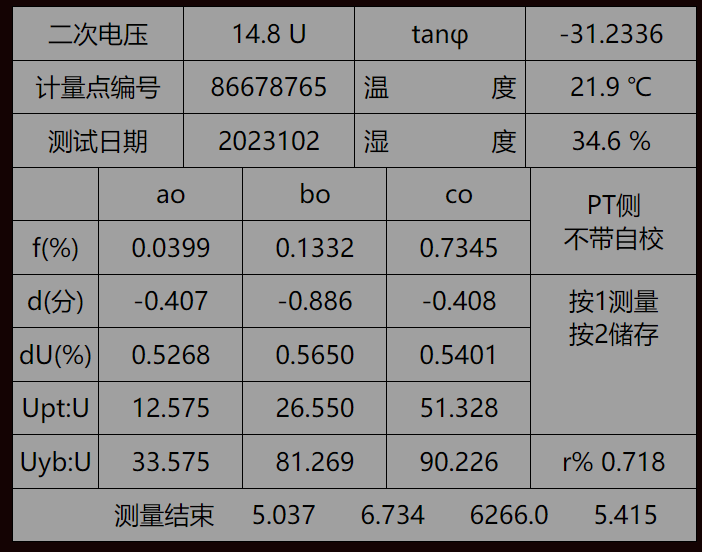 二次电压 14.8 U tanφ -31.2336
计量点编号 86678765 温 度 21.9 ℃
测试日期 2023102 湿 度 34.6 %
ao bo co
PT侧
不带自校
f(%) 0.0399 0.1332 0.7345
d(分) -0.407 -0.886 -0.408
按1测量
按2储存
dU(%) 0.5268 0.5650 0.5401
Upt:U 12.575 26.550 51.328
Uyb:U 33.575 81.269 90.226 r% 0.718
测量结束 5.037 6.734 6266.0 5.415